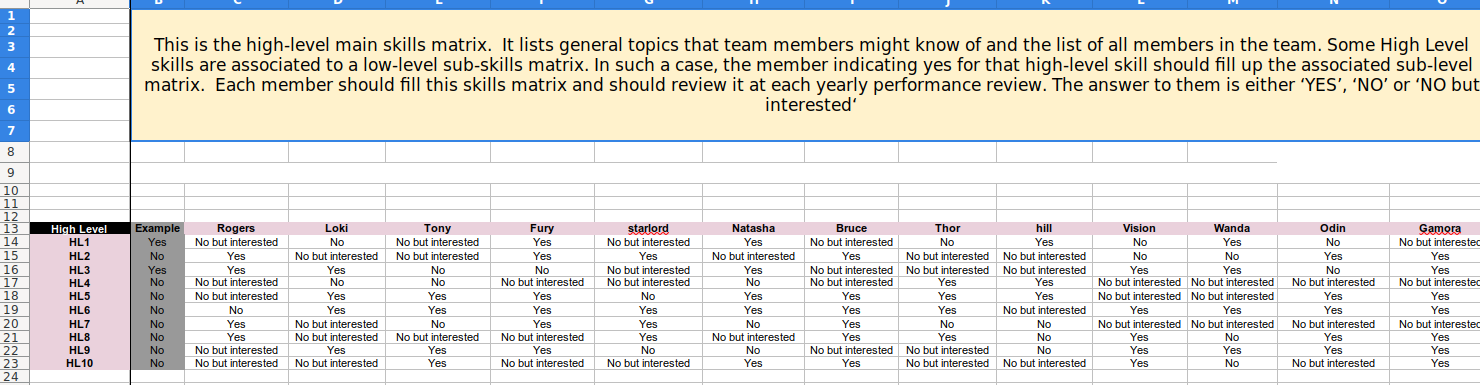 1
2
3 This is the high-level main skills matrix. It lists general topics that team members might know of and the list of all members in the team. Some High Level
4 skills are associated to a low-level sub-skills matrix. In such a case, the member indicating yes for that high-level skill should fill up the associated sub-level
5 matrix. Each member should fill this skills matrix and should review it at each yearly performance review. The answer to them is either ‘YES’, ‘NO’ or ‘NO but
6 interested‘
7
8
9
10
11
12
13 High Level Example Rogers Loki Tony Fury starlord Natasha Bruce Thor hill Vision Wanda Odin Gamora
14 HL1 Yes No but interested No No but interested Yes No but interested Yes No but interested No Yes No Yes No No but interested
15 HL2 No Yes No but interested No but interested Yes Yes No but interested Yes No but interested No but interested No No Yes Yes
16 HL3 Yes Yes Yes No No No but interested Yes No but interested No but interested No but interested Yes Yes No Yes
17 HL4 No No but interested No No No but interested No but interested No No but interested Yes Yes No but interested No but interested No but interested No but interested
18 HL5 No No but interested Yes Yes Yes No Yes Yes Yes Yes No but interested No but interested Yes Yes
19 HL6 No No Yes Yes Yes Yes Yes Yes Yes No but interested Yes Yes Yes Yes
20 HL7 No Yes No but interested No Yes Yes No Yes No No No but interested No but interested No but interested No but interested
21 HL8 No Yes No but interested No but interested No but interested Yes No but interested Yes Yes No Yes No Yes Yes
22 HL9 No No but interested Yes Yes Yes No No No but interested No but interested No Yes Yes Yes Yes
23 HL10 No No but interested No but interested Yes No but interested No but interested Yes Yes No but interested No but interested Yes No No but interested Yes
24